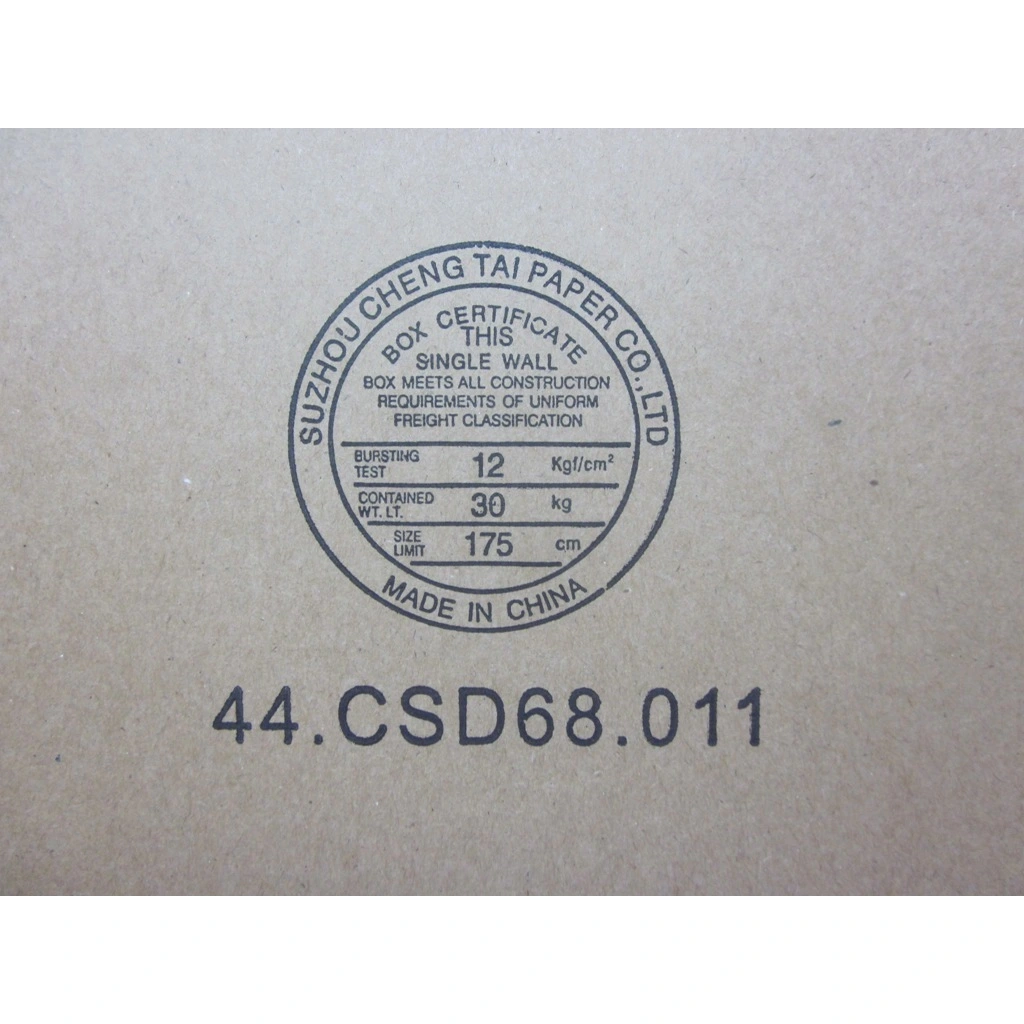 SUZHOU CHENG TAI PAPER CO.,LTD
BOX CERTIFICATE
THIS
SINGLE WALL
BOX MEETS ALL CONSTRUCTION
REQUIREMENTS OF UNIFORM
FREIGHT CLASSIFICATION
BURSTING TEST 12 Kgf/cm²
CONTAINED WT. LT. 30 kg
SIZE LIMIT 175 cm
MADE IN CHINA
44.CSD68.011